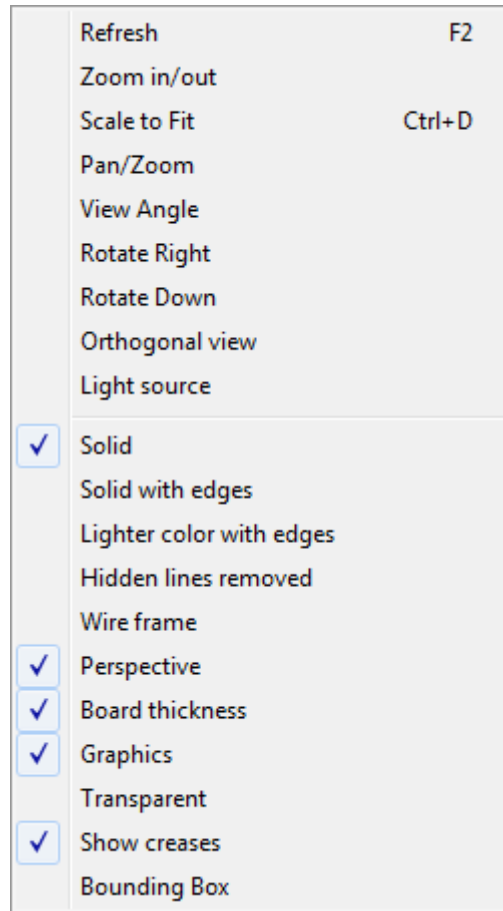 Refresh F2
Zoom in/out
Scale to Fit Ctrl+D
Pan/Zoom
View Angle
Rotate Right
Rotate Down
Orthogonal view
Light source
Solid
Solid with edges
Lighter color with edges
Hidden lines removed
Wire frame
Perspective
Board thickness
Graphics
Transparent
Show creases
Bounding Box